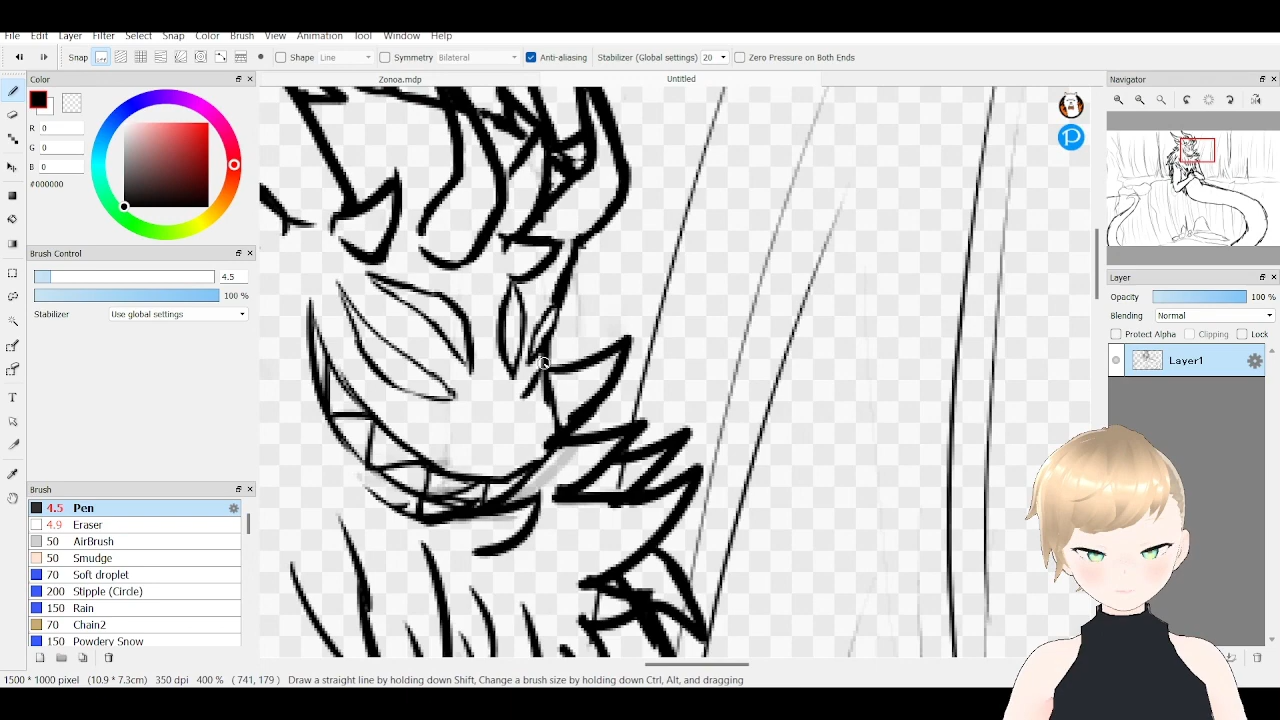 File Edit Layer Filter Select Snap Color Brush View Animation Tool Window Help
Snap Shape Line Symmetry Bilateral Anti-aliasing Stabilizer (Global settings) 20 Zero Pressure on Both Ends
Color
Zonoa.mdp
Untitled
Navigator
R 0
G 0
B 0
#000000
Brush Control
4.5
100 %
Stabilizer Use global settings
Layer
Opacity 100 %
Blending Normal
Protect Alpha Clipping Lock
Layer1
Brush
4.5 Pen
4.9 Eraser
50 AirBrush
50 Smudge
70 Soft droplet
200 Stipple (Circle)
150 Rain
70 Chain2
150 Powdery Snow
1500 * 1000 pixel (10.9 * 7.3cm) 350 dpi 400 % ( 741, 179 ) Draw a straight line by holding down Shift, Change a brush size by holding down Ctrl, Alt, and dragging